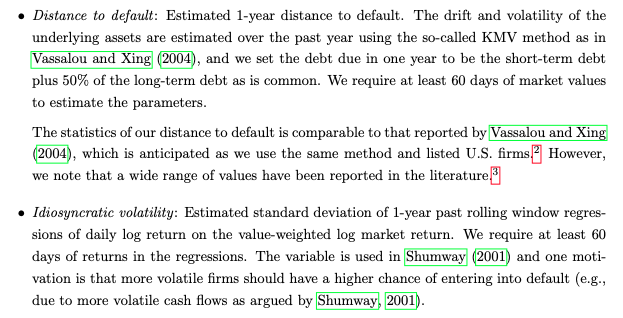 • Distance to default: Estimated 1-year distance to default. The drift and volatility of the
underlying assets are estimated over the past year using the so-called KMV method as in
Vassalou and Xing (2004), and we set the debt due in one year to be the short-term debt
plus 50% of the long-term debt as is common. We require at least 60 days of market values
to estimate the parameters.
The statistics of our distance to default is comparable to that reported by Vassalou and Xing
(2004), which is anticipated as we use the same method and listed U.S. firms.2 However,
we note that a wide range of values have been reported in the literature.3
• Idiosyncratic volatility: Estimated standard deviation of 1-year past rolling window regres-
sions of daily log return on the value-weighted log market return. We require at least 60
days of returns in the regressions. The variable is used in Shumway (2001) and one moti-
vation is that more volatile firms should have a higher chance of entering into default (e.g.,
due to more volatile cash flows as argued by Shumway, 2001).